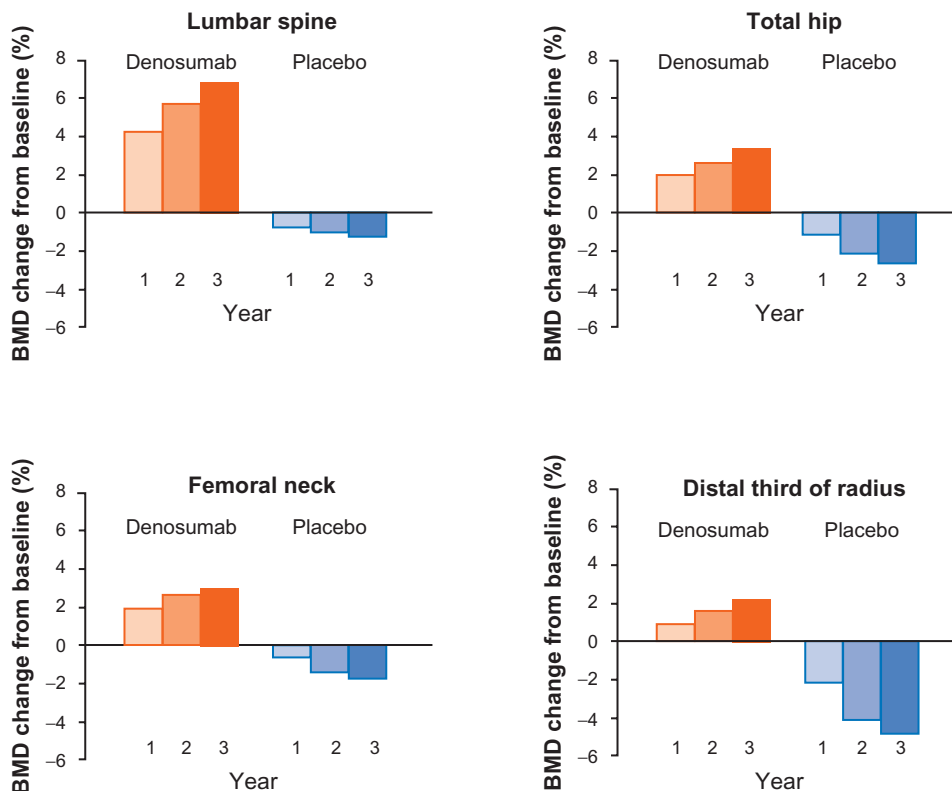 Lumbar spine
BMD change from baseline (%)
Denosumab Placebo
8
6
4
2
0
–2
–4
–6
1 2 3 1 2 3
Year
Total hip
BMD change from baseline (%)
Denosumab Placebo
8
6
4
2
0
–2
–4
–6
1 2 3 1 2 3
Year
Femoral neck
BMD change from baseline (%)
Denosumab Placebo
8
6
4
2
0
–2
–4
–6
1 2 3 1 2 3
Year
Distal third of radius
BMD change from baseline (%)
Denosumab Placebo
8
6
4
2
0
–2
–4
–6
1 2 3 1 2 3
Year